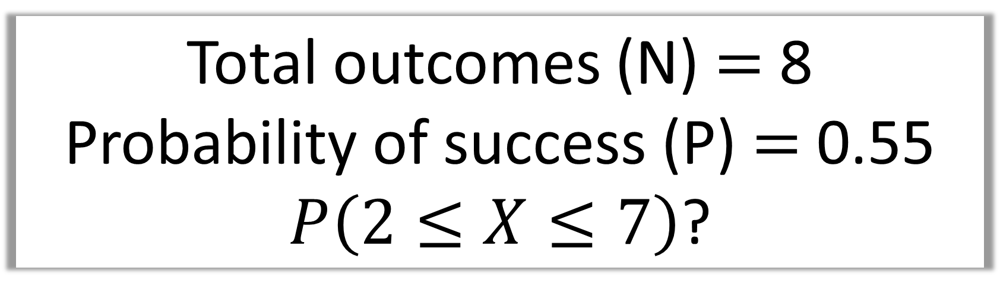 Total outcomes (N) = 8
Probability of success (P) = 0.55
P(2 ≤ X ≤ 7)?